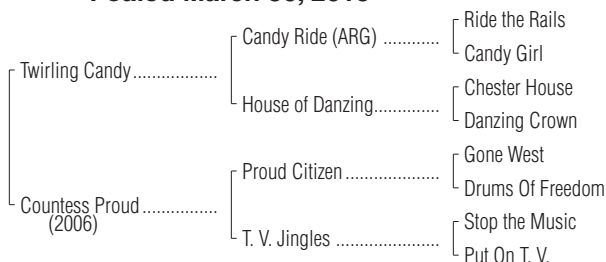 Foaled March 30, 2013
Ride the Rails
Candy Ride (ARG) ............
Candy Girl
Twirling Candy..................
Chester House
House of Danzing..............
Danzing Crown
Gone West
Proud Citizen ....................
Drums Of Freedom
Countess Proud ................
(2006)
Stop the Music
T. V. Jingles ......................
Put On T. V.